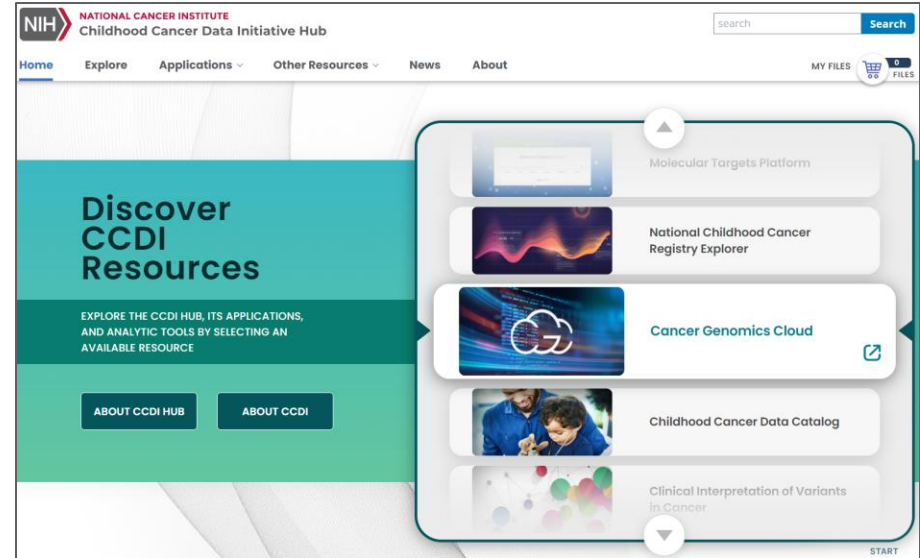 NIH
NATIONAL CANCER INSTITUTE
Childhood Cancer Data Initiative Hub
search
Search
Home
Explore
Applications
Other Resources
News
About
MY FILES
0
FILES
Discover
CCDI
Resources
EXPLORE THE CCDI HUB, ITS APPLICATIONS,
AND ANALYTIC TOOLS BY SELECTING AN
AVAILABLE RESOURCE
ABOUT CCDI HUB
ABOUT CCDI
Molecular Targets Platform
National Childhood Cancer
Registry Explorer
Cancer Genomics Cloud
Childhood Cancer Data Catalog
Clinical Interpretation of Variants
in Cancer
START